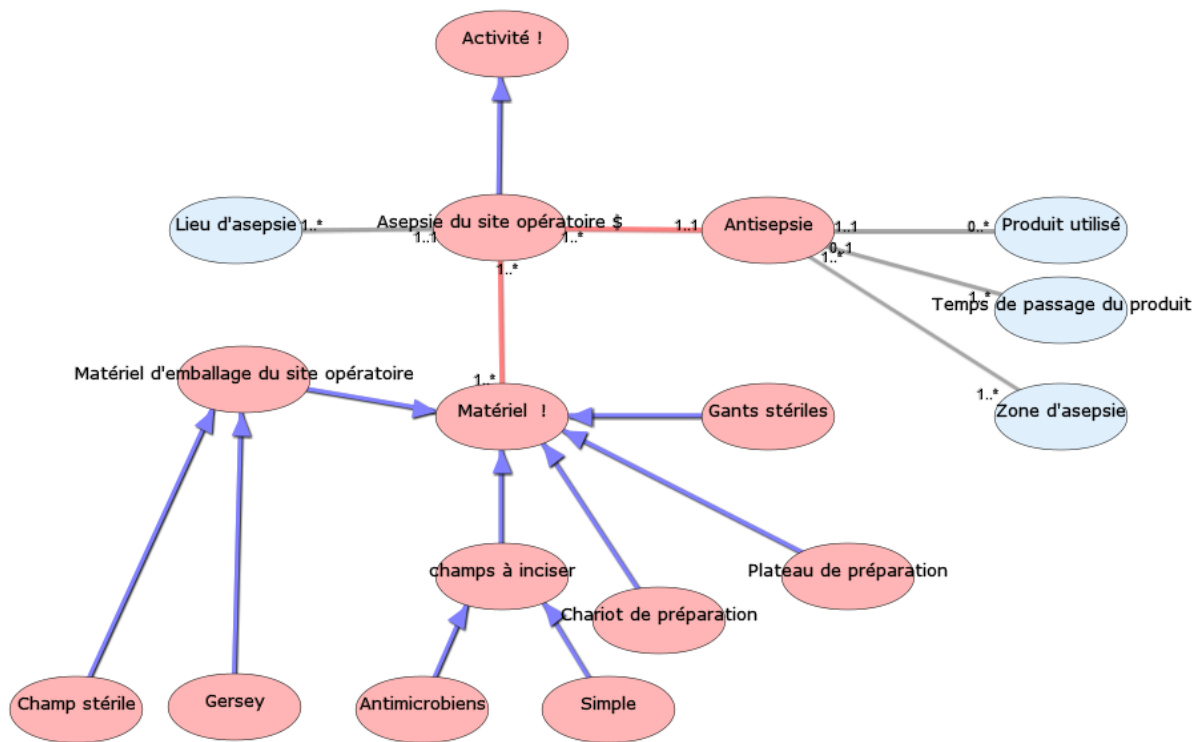 Activité !
Lieu d'asepsie
1..*
1..1
Asepsie du site opératoire $
1..*
1..1
Antisepsie
1..1
0..*
Produit utilisé
0..1
1..*
1..*
Temps de passage du produit
1..*
Matériel d'emballage du site opératoire
1..*
Matériel !
Gants stériles
1..*
Zone d'asepsie
champs à inciser
Plateau de préparation
Chariot de préparation
Champ stérile
Gersey
Antimicrobiens
Simple